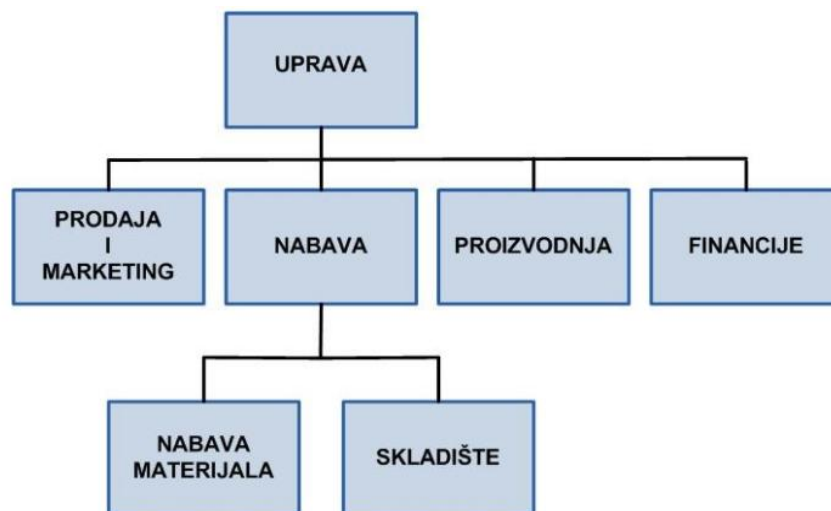 UPRAVA
PRODAJA
I
MARKETING
NABAVA
PROIZVODNJA
FINANCIJE
NABAVA
MATERIJALA
SKLADIŠTE